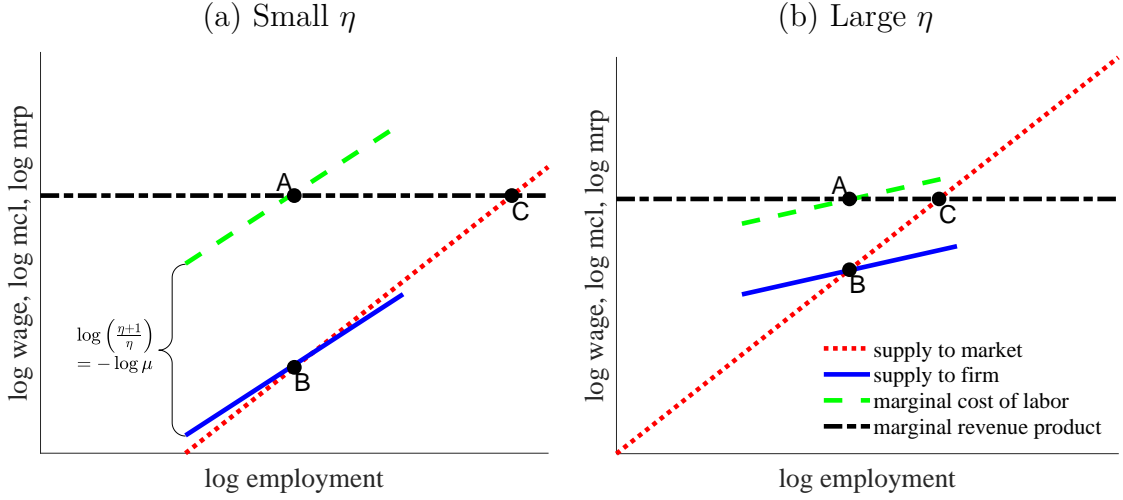 (a) Small η
log wage, log mcl, log mrp
A
C
log (η+1/η)
= − log μ
B
log employment
(b) Large η
log wage, log mcl, log mrp
A
C
B
supply to market
supply to firm
marginal cost of labor
marginal revenue product
log employment